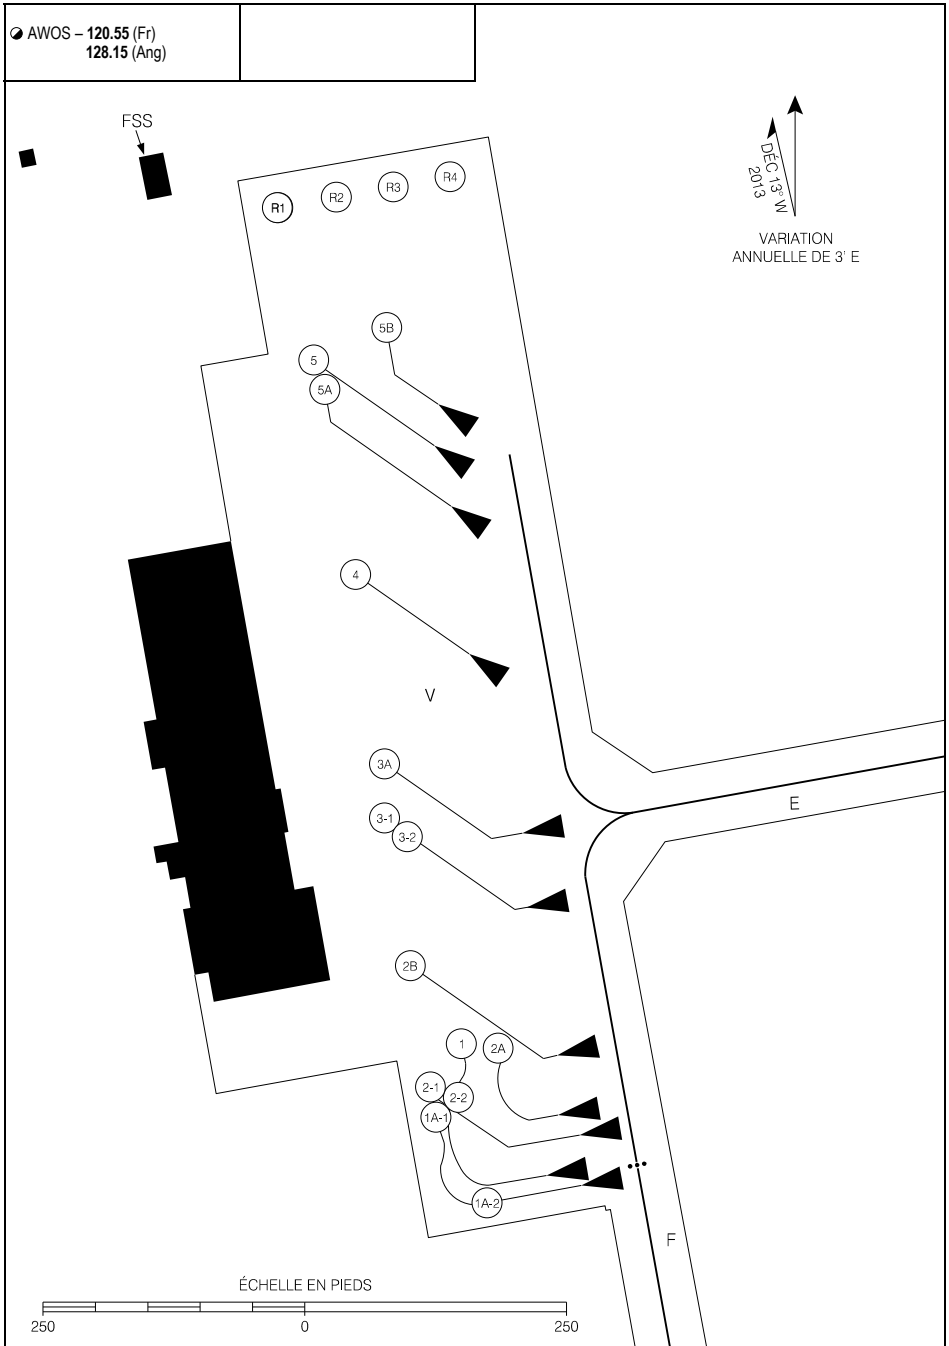 AWOS – 120.55 (Fr)
128.15 (Ang)
FSS
R1
R2
R3
R4
DÉC 13° W
2013
VARIATION
ANNUELLE DE 3' E
5B
5
5A
4
V
3A
3-1
3-2
E
2B
1
2A
2-1
2-2
1A-1
1A-2
F
ÉCHELLE EN PIEDS
250
0
250